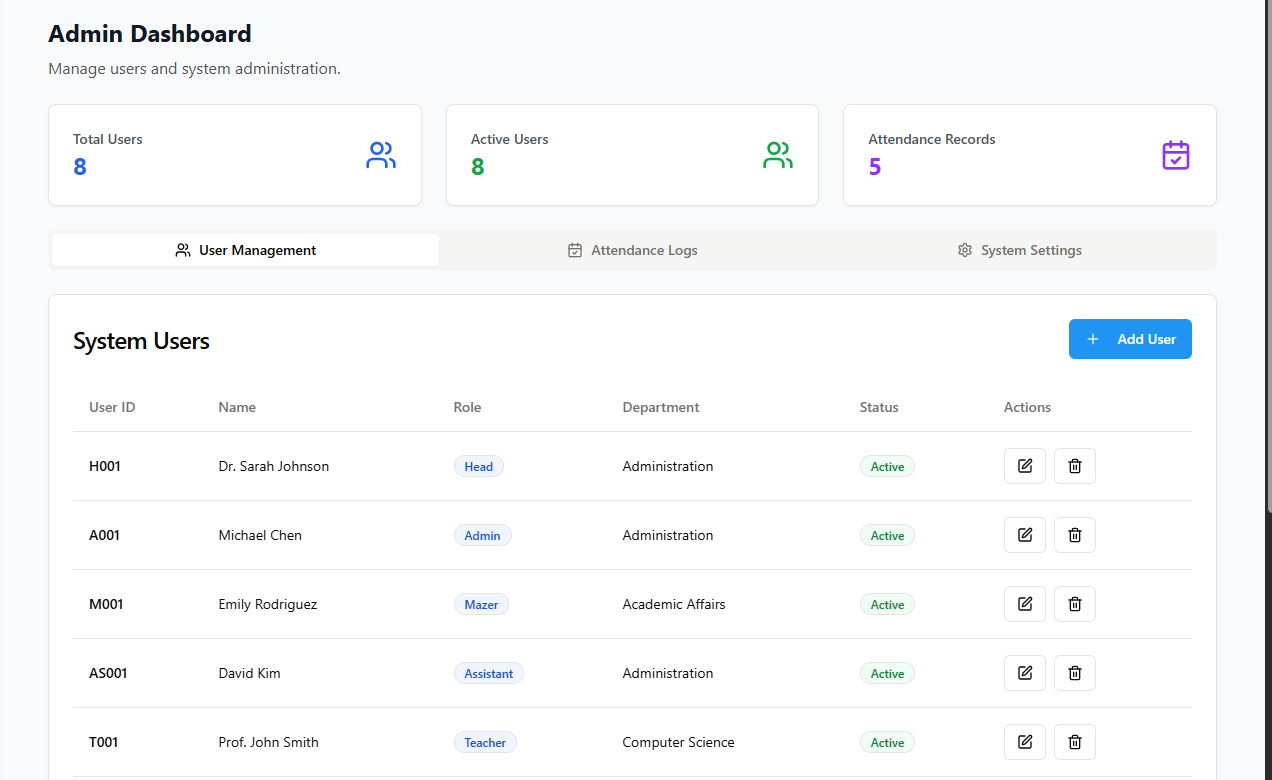 Admin Dashboard
Manage users and system administration.
Total Users
8
Active Users
8
Attendance Records
5
User Management
Attendance Logs
System Settings
System Users
Add User
User ID Name Role Department Status Actions
H001 Dr. Sarah Johnson Head Administration Active
A001 Michael Chen Admin Administration Active
M001 Emily Rodriguez Mazer Academic Affairs Active
AS001 David Kim Assistant Administration Active
T001 Prof. John Smith Teacher Computer Science Active